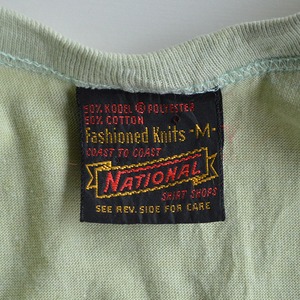 50% KODEL ® POLYESTER
50% COTTON
Fashioned Knits -M-
COAST TO COAST
NATIONAL
SHIRT SHOPS
SEE REV. SIDE FOR CARE